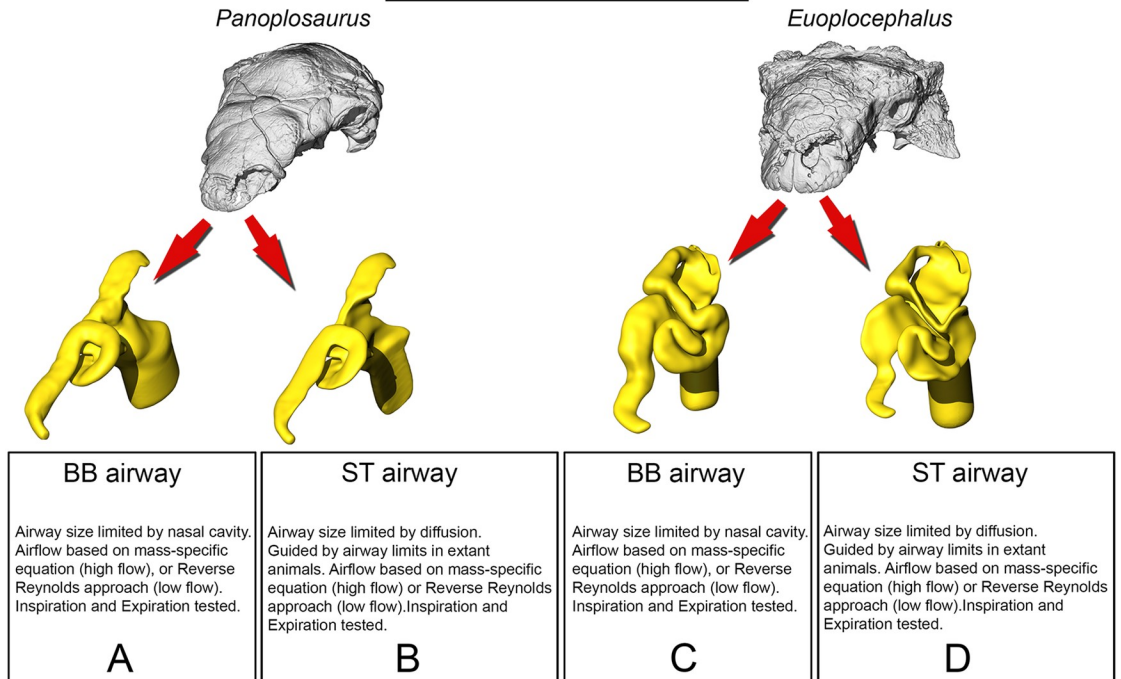 Panoplosaurus
Euoplocephalus
BB airway
Airway size limited by nasal cavity.
Airflow based on mass-specific
equation (high flow), or Reverse
Reynolds approach (low flow).
Inspiration and Expiration tested.
A
ST airway
Airway size limited by diffusion.
Guided by airway limits in extant
animals. Airflow based on mass-specific
equation (high flow) or Reverse Reynolds
approach (low flow).Inspiration and
Expiration tested.
B
BB airway
Airway size limited by nasal cavity.
Airflow based on mass-specific
equation (high flow), or Reverse
Reynolds approach (low flow).
Inspiration and Expiration tested.
C
ST airway
Airway size limited by diffusion.
Guided by airway limits in extant
animals. Airflow based on mass-specific
equation (high flow) or Reverse Reynolds
approach (low flow).Inspiration and
Expiration tested.
D